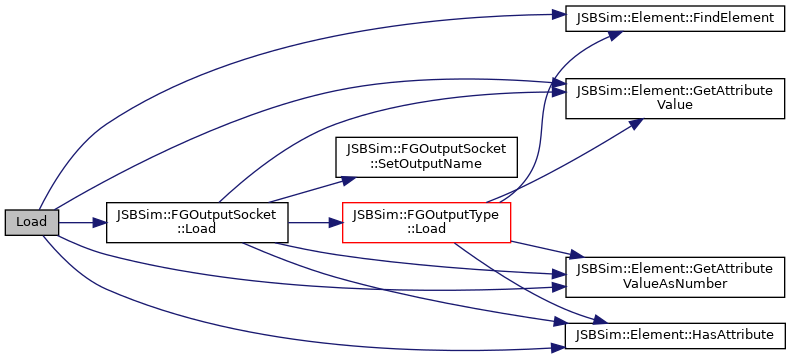 JSBSim::Element::FindElement
JSBSim::Element::GetAttribute
Value
JSBSim::FGOutputSocket
::SetOutputName
Load
JSBSim::FGOutputSocket
::Load
JSBSim::FGOutputType
::Load
JSBSim::Element::GetAttribute
ValueAsNumber
JSBSim::Element::HasAttribute